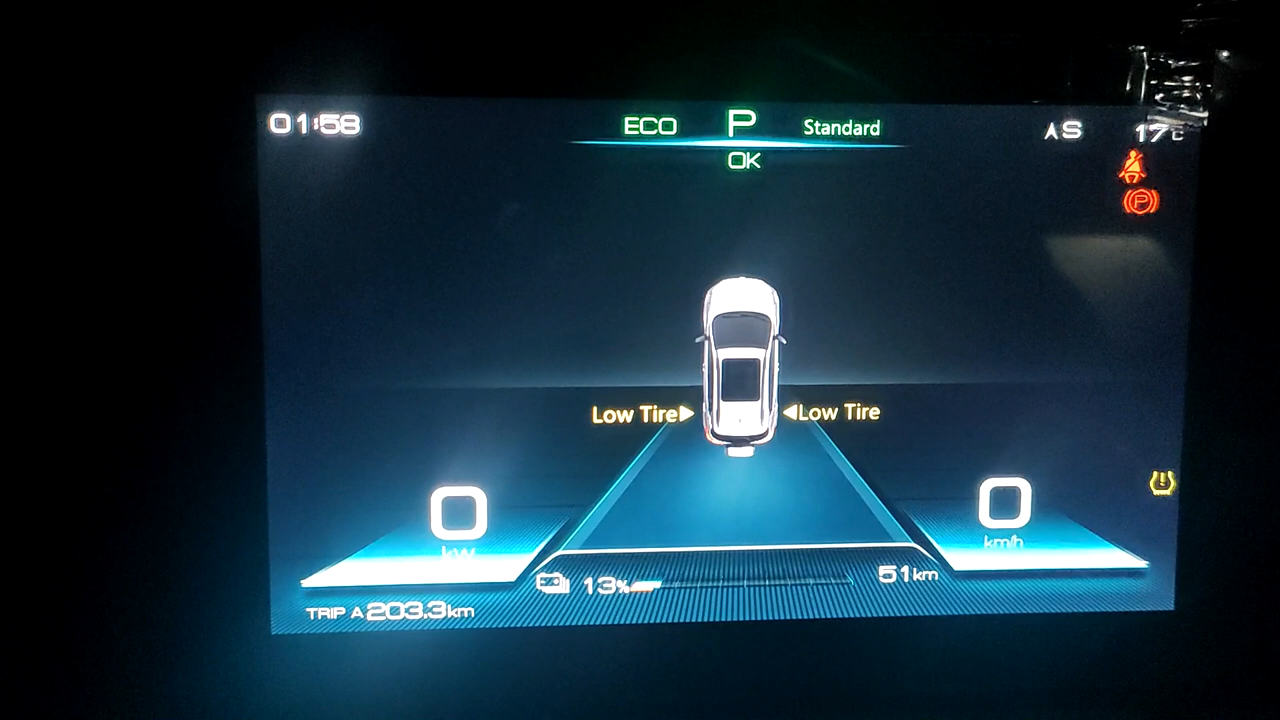 01:58
ECO P Standard
S 17°C
OK
P
Low Tire Low Tire
0 0
kW km/h
13% 51km
TRIP A 203.3km